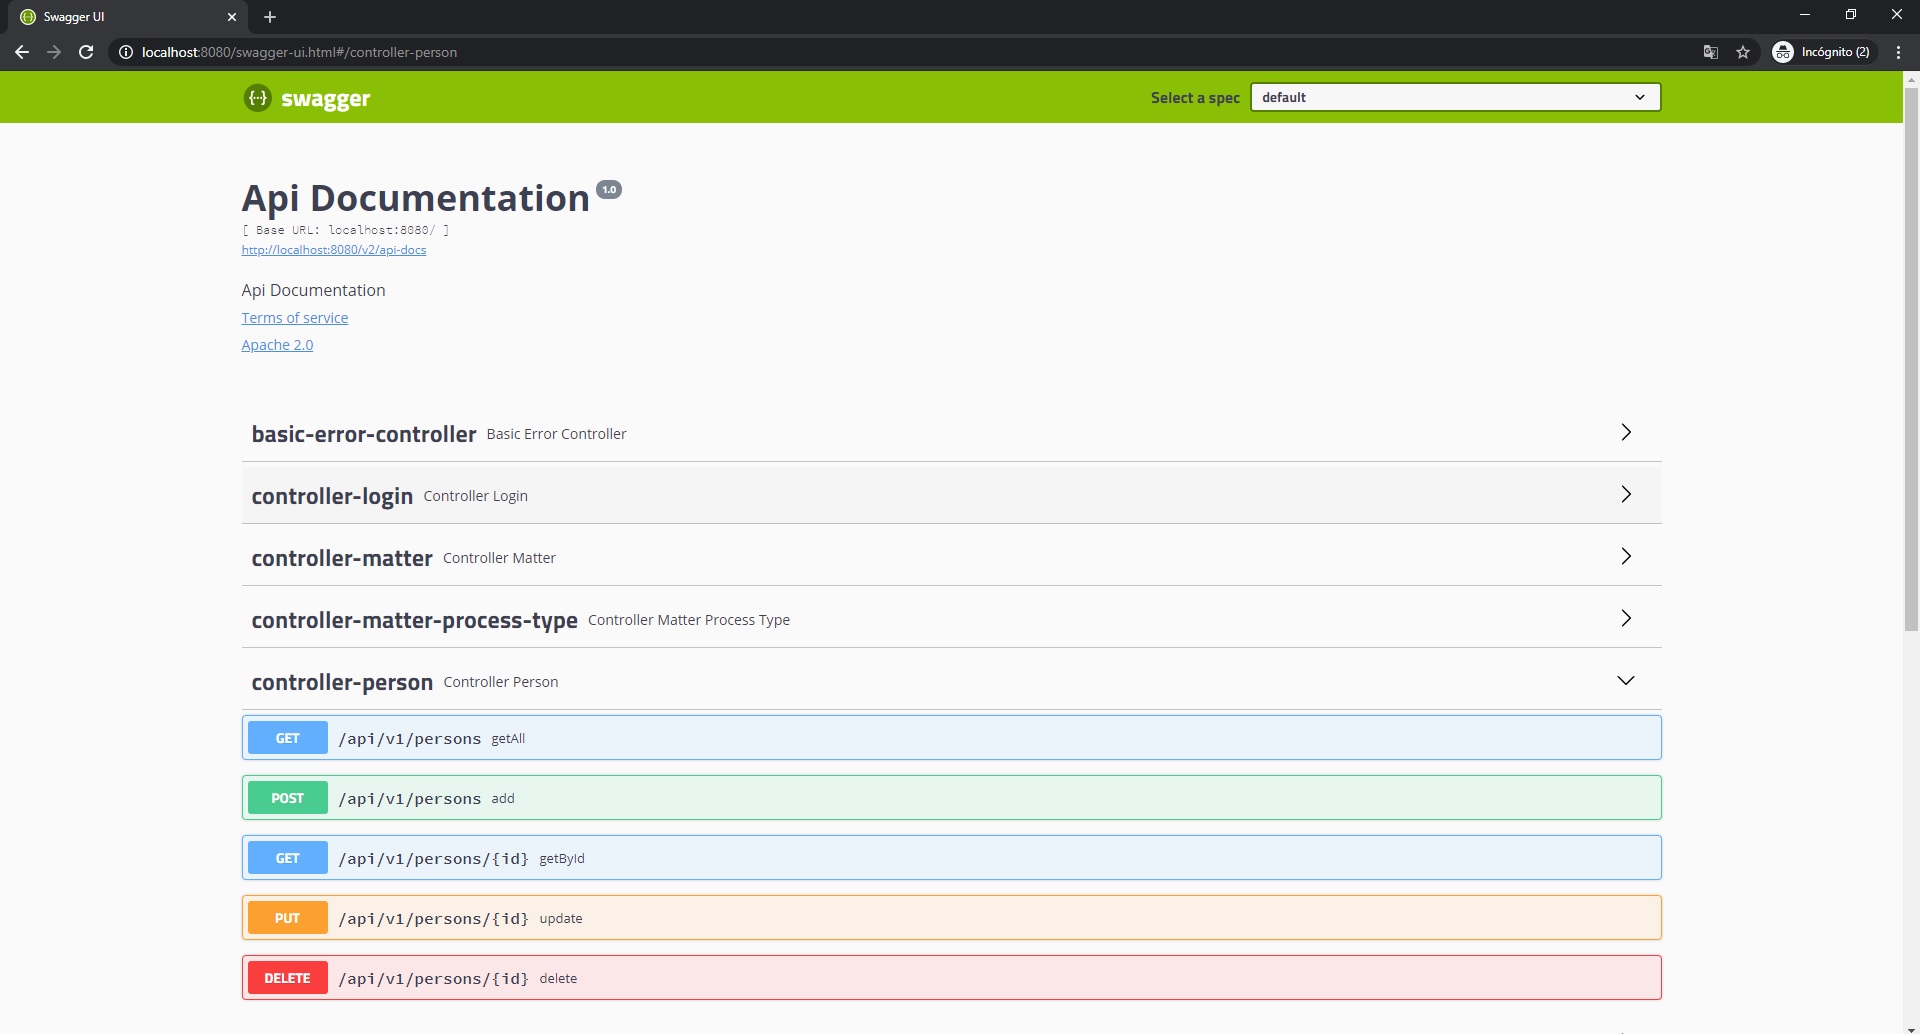 Swagger UI
localhost:8080/swagger-ui.html#/controller-person
Incógnito (2)
{···} swagger
Select a spec default
Api Documentation 1.0
[ Base URL: localhost:8080/ ]
http://localhost:8080/v2/api-docs
Api Documentation
Terms of service
Apache 2.0
basic-error-controller Basic Error Controller
controller-login Controller Login
controller-matter Controller Matter
controller-matter-process-type Controller Matter Process Type
controller-person Controller Person
GET /api/v1/persons getAll
POST /api/v1/persons add
GET /api/v1/persons/{id} getById
PUT /api/v1/persons/{id} update
DELETE /api/v1/persons/{id} delete